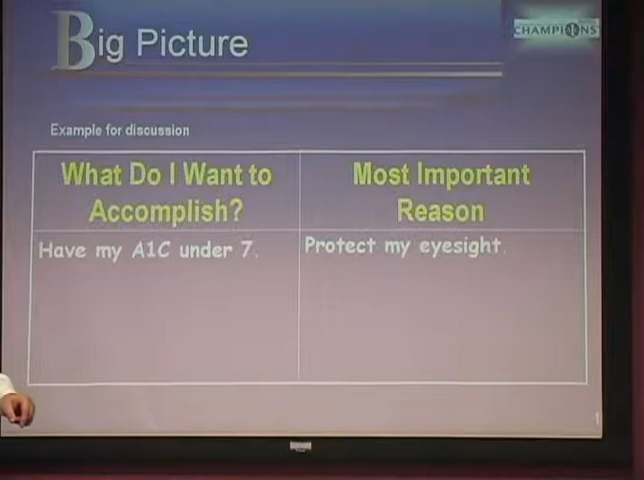 Big Picture
CHAMPIONS
Example for discussion
What Do I Want to
Accomplish?
Most Important
Reason
Have my A1C under 7.
Protect my eyesight.
1